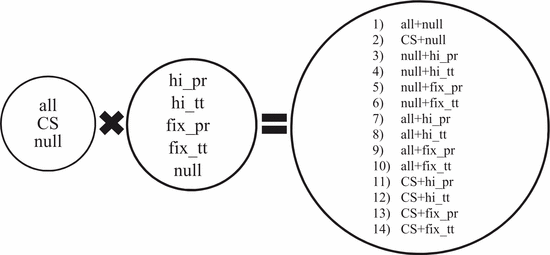 all
CS
null
hi_pr
hi_tt
fix_pr
fix_tt
null
1) all+null
2) CS+null
3) null+hi_pr
4) null+hi_tt
5) null+fix_pr
6) null+fix_tt
7) all+hi_pr
8) all+hi_tt
9) all+fix_pr
10) all+fix_tt
11) CS+hi_pr
12) CS+hi_tt
13) CS+fix_pr
14) CS+fix_tt